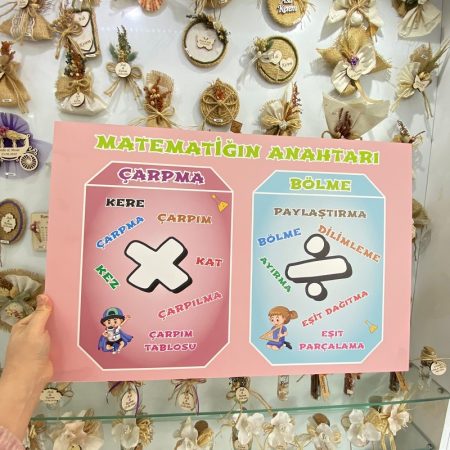 MATEMATİĞİN ANAHTARI
ÇARPMA
KERE
ÇARPIM
ÇARPMA
KAT
KEZ
ÇARPILMA
ÇARPIM
TABLOSU
BÖLME
PAYLAŞTIRMA
BÖLME
DİLİMLEME
AYIRMA
EŞİT DAĞITMA
EŞİT
PARÇALAMA